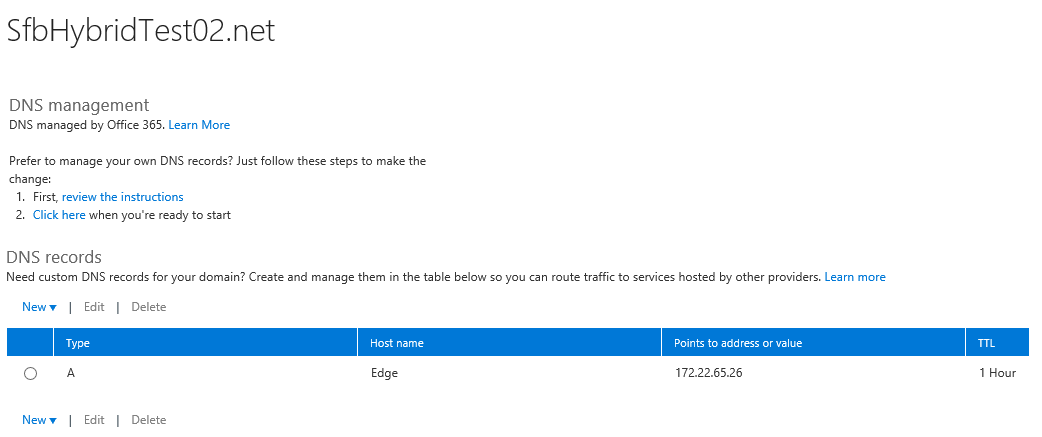 SfbHybridTest02.net
DNS management
DNS managed by Office 365. Learn More
Prefer to manage your own DNS records? Just follow these steps to make the
change:
1. First, review the instructions
2. Click here when you're ready to start
DNS records
Need custom DNS records for your domain? Create and manage them in the table below so you can route traffic to services hosted by other providers. Learn more
New ▾ | Edit | Delete
Type Host name Points to address or value TTL
A Edge 172.22.65.26 1 Hour
New ▾ | Edit | Delete